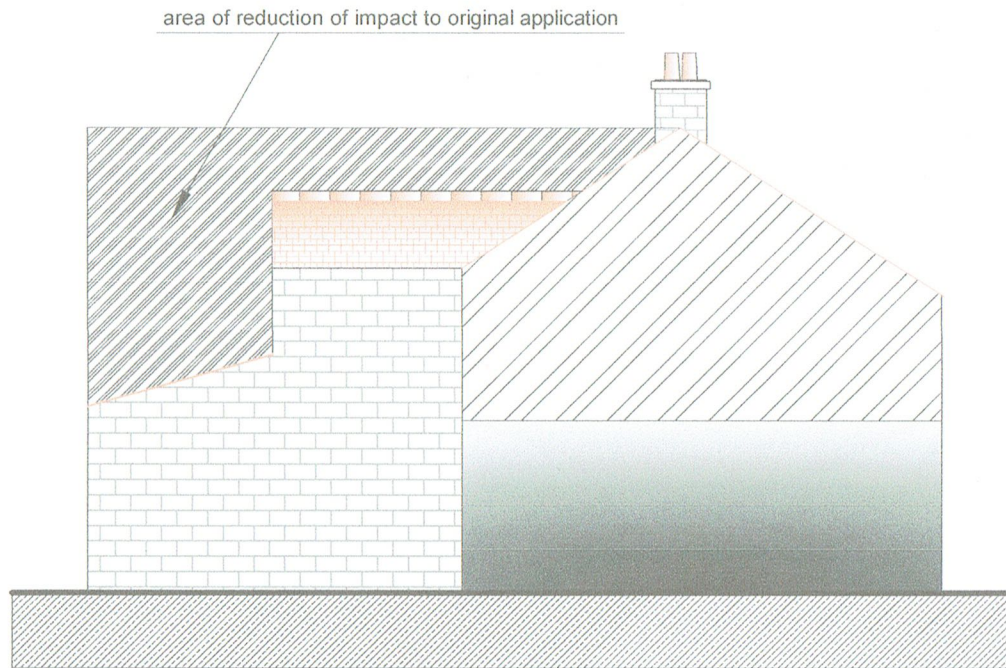 area of reduction of impact to original application